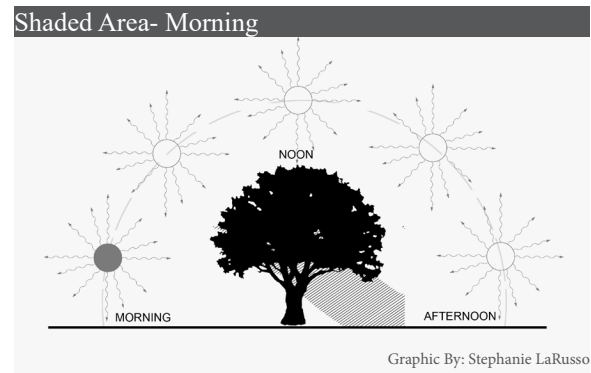 Shaded Area- Morning
NOON
MORNING
AFTERNOON
Graphic By: Stephanie LaRusso